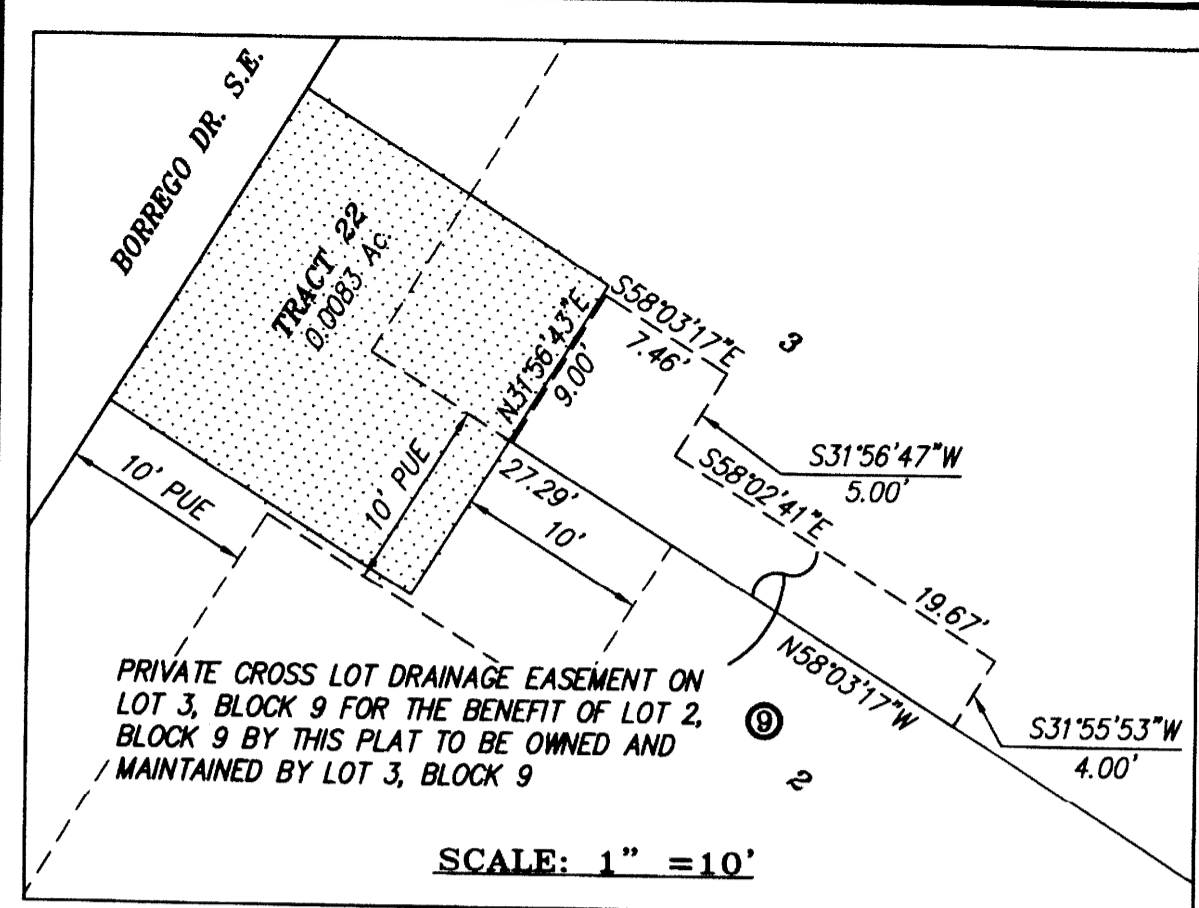 BORREGO DR. S.E.
TRACT 22
0.0083 Ac.
N31°56'43"E
9.00'
S58°03'17"E
7.46'
3
S31°56'47"W
5.00'
S58°02'41"E
19.67'
10' PUE
10' PUE
27.29'
10'
N58°03'17"W
S31°55'53"W
4.00'
PRIVATE CROSS LOT DRAINAGE EASEMENT ON
LOT 3, BLOCK 9 FOR THE BENEFIT OF LOT 2,
BLOCK 9 BY THIS PLAT TO BE OWNED AND
MAINTAINED BY LOT 3, BLOCK 9
9
2
SCALE: 1" =10'